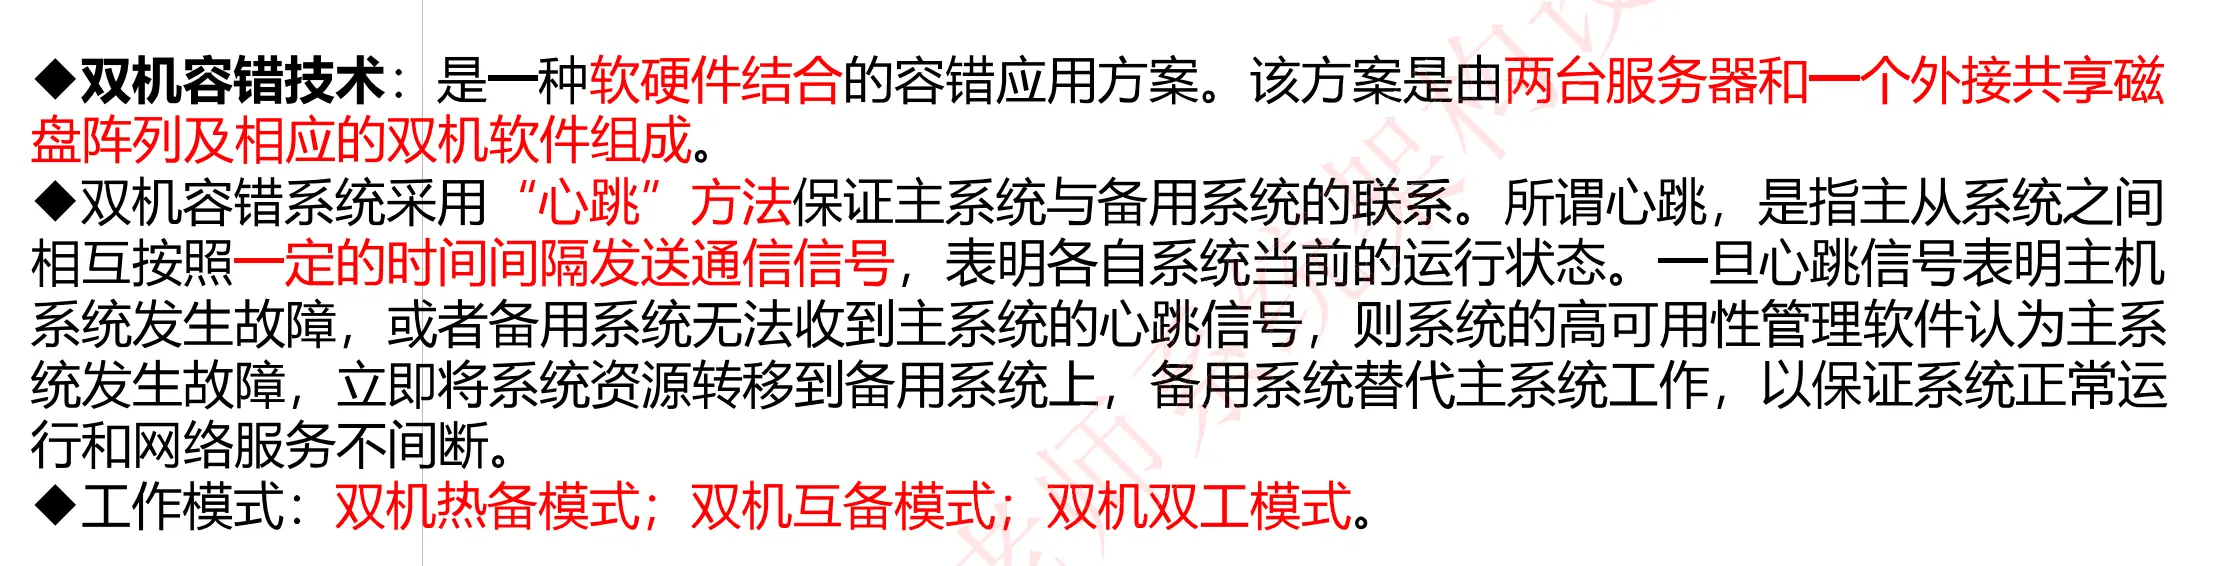 ◆双机容错技术：是一种软硬件结合的容错应用方案。该方案是由两台服务器和一个外接共享磁
盘阵列及相应的双机软件组成。
◆双机容错系统采用“心跳”方法保证主系统与备用系统的联系。所谓心跳，是指主从系统之间
相互按照一定的时间间隔发送通信信号，表明各自系统当前的运行状态。一旦心跳信号表明主机
系统发生故障，或者备用系统无法收到主系统的心跳信号，则系统的高可用性管理软件认为主系
统发生故障，立即将系统资源转移到备用系统上，备用系统替代主系统工作，以保证系统正常运
行和网络服务不间断。
◆工作模式：双机热备模式；双机互备模式；双机双工模式。
老师系统架构设